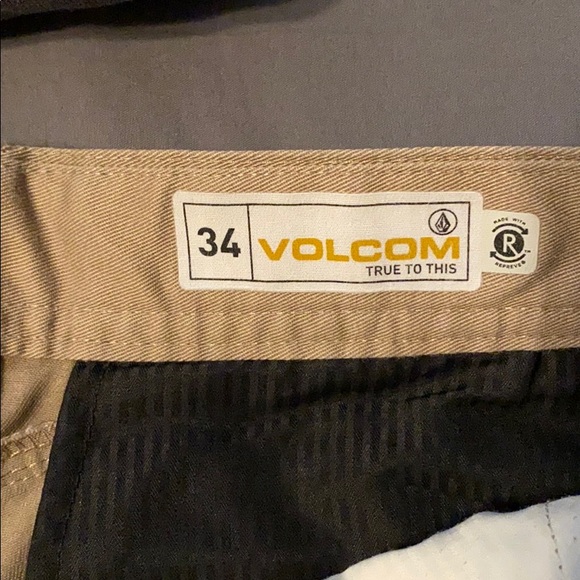 34
VOLCOM
TRUE TO THIS
MADE WITH
R
REPREVE®